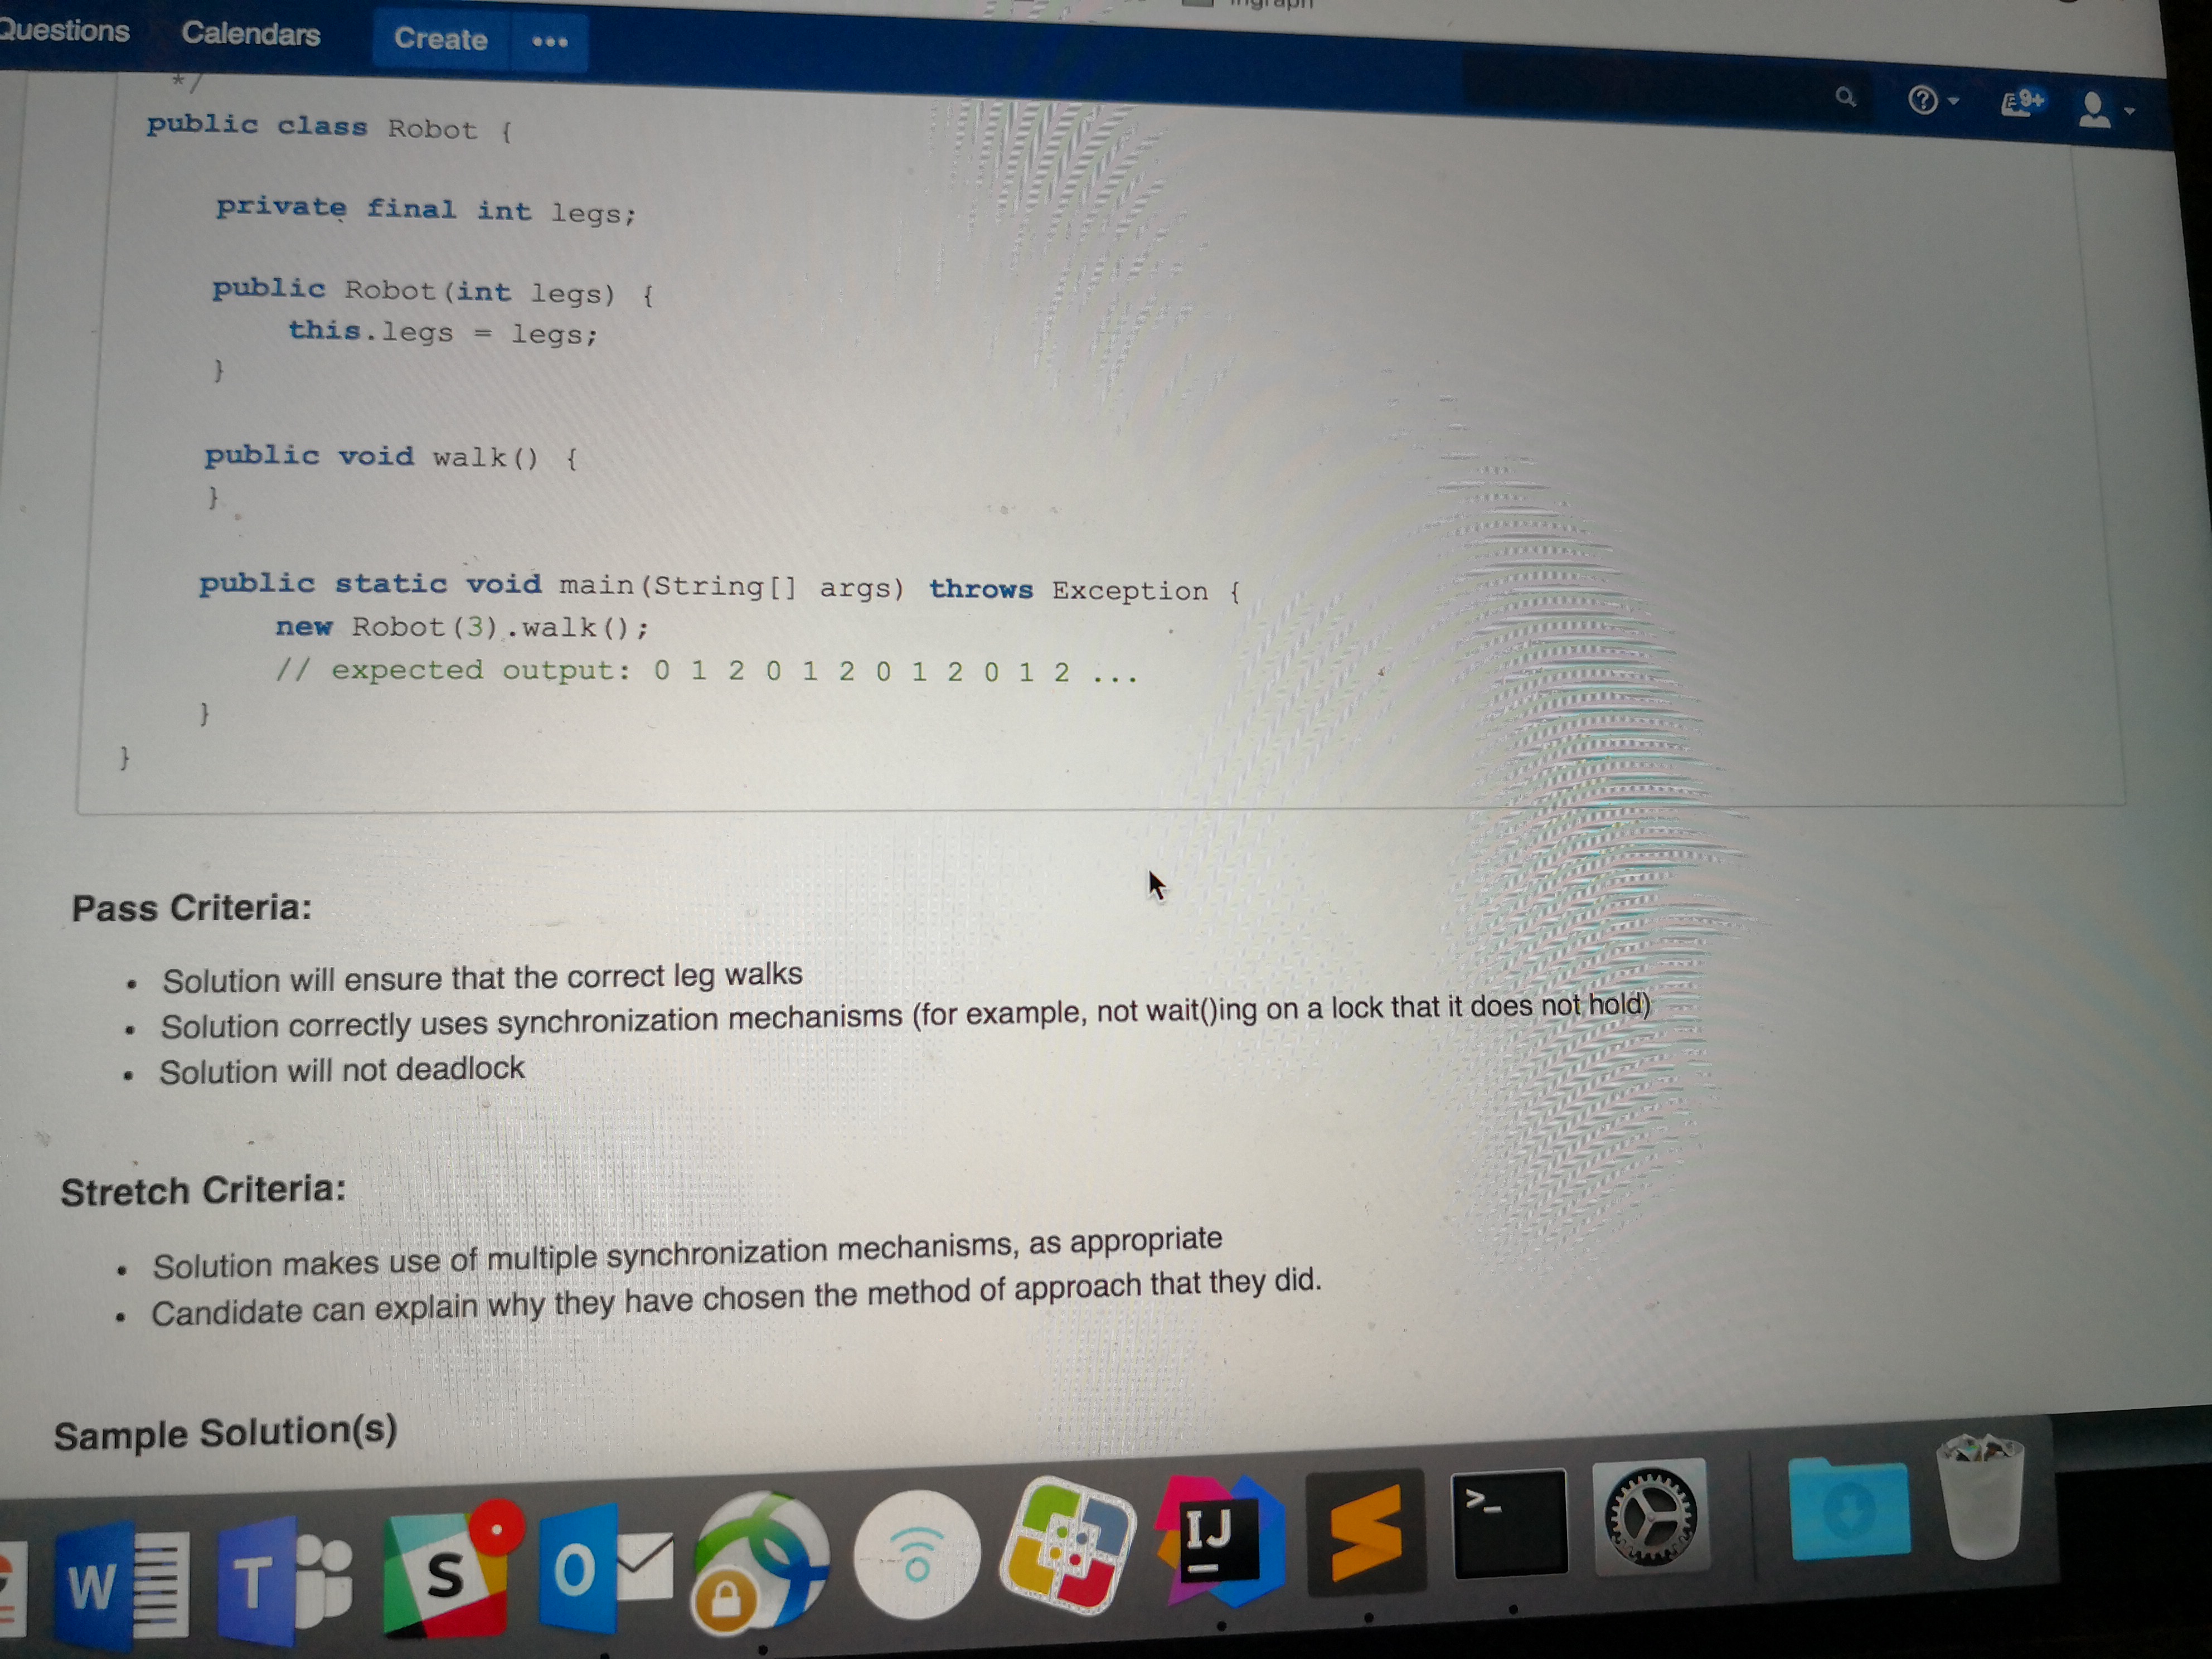 Questions Calendars Create •••
9+
*/
public class Robot {
private final int legs;
public Robot(int legs) {
this.legs = legs;
}
public void walk() {
}
public static void main(String[] args) throws Exception {
new Robot(3).walk();
// expected output: 0 1 2 0 1 2 0 1 2 0 1 2 ...
}
}
Pass Criteria:
• Solution will ensure that the correct leg walks
• Solution correctly uses synchronization mechanisms (for example, not wait()ing on a lock that it does not hold)
• Solution will not deadlock
Stretch Criteria:
• Solution makes use of multiple synchronization mechanisms, as appropriate
• Candidate can explain why they have chosen the method of approach that they did.
Sample Solution(s)
W T S O IJ >_